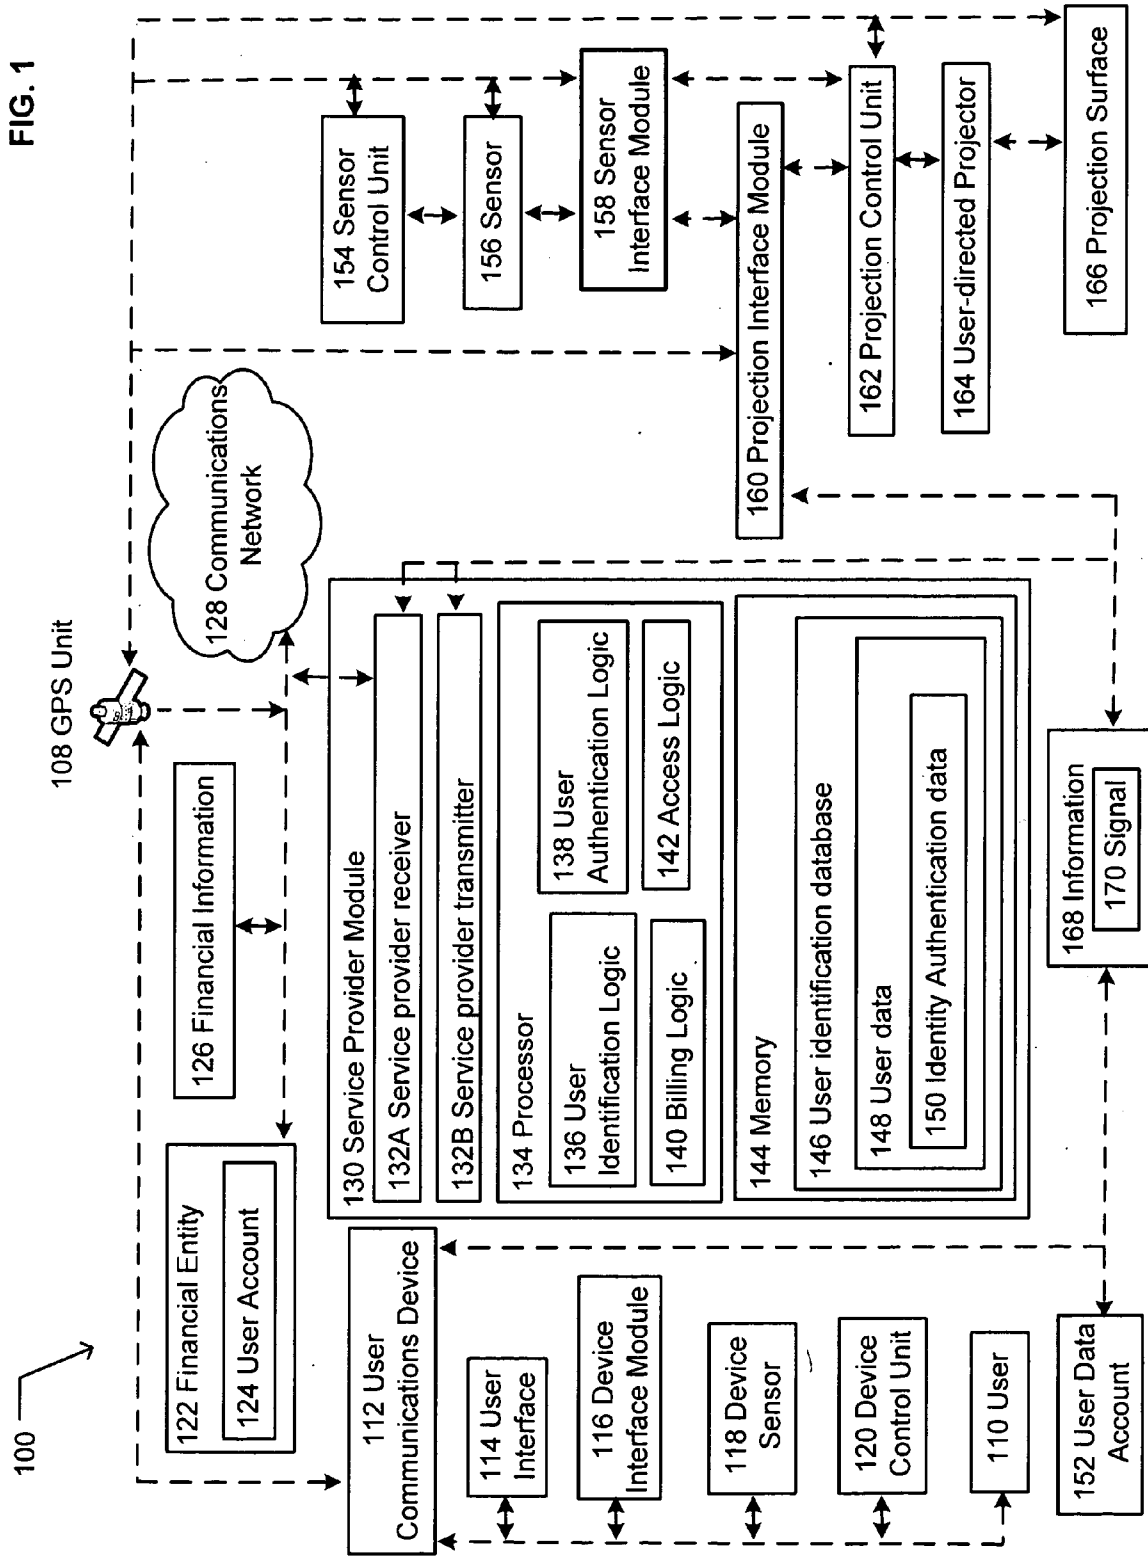 FIG. 1
100
108 GPS Unit
122 Financial Entity
124 User Account
126 Financial Information
128 Communications
Network
112 User
Communications Device
114 User
Interface
116 Device
Interface Module
118 Device
Sensor
120 Device
Control Unit
110 User
152 User Data
Account
130 Service Provider Module
132A Service provider receiver
132B Service provider transmitter
134 Processor
136 User
Identification Logic
138 User
Authentication Logic
140 Billing Logic
142 Access Logic
144 Memory
146 User identification database
148 User data
150 Identity Authentication data
154 Sensor
Control Unit
156 Sensor
158 Sensor
Interface Module
160 Projection Interface Module
162 Projection Control Unit
164 User-directed Projector
166 Projection Surface
168 Information
170 Signal